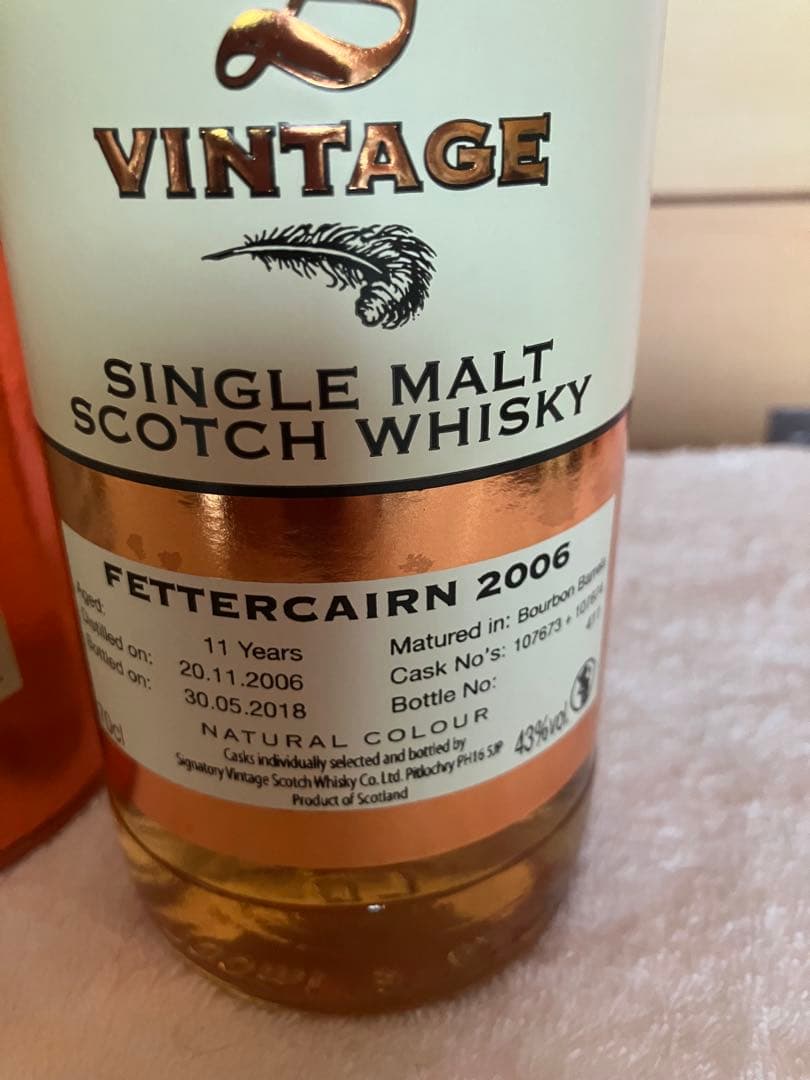 VINTAGE
SINGLE MALT
SCOTCH WHISKY
FETTERCAIRN 2006
Aged: 11 Years
Distilled on: 20.11.2006
Bottled on: 30.05.2018
Matured in: Bourbon Barrels
Cask No's: 107673 + 107674
Bottle No: 411
NATURAL COLOUR
70cl
43%vol.
Casks individually selected and bottled by
Signatory Vintage Scotch Whisky Co. Ltd. Pitlochry PH16 5JP
Product of Scotland